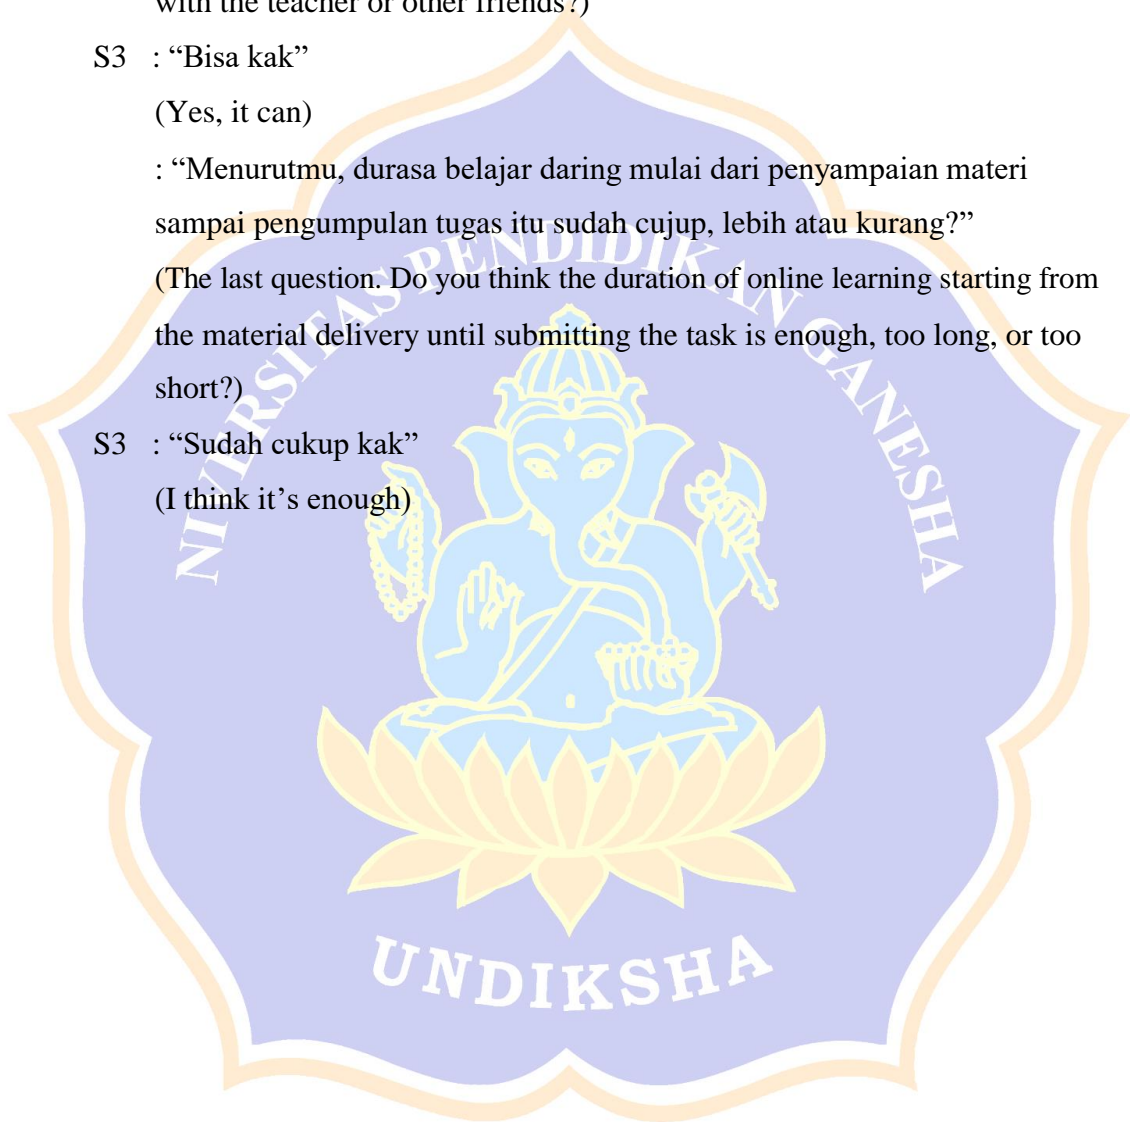 with the teacher or other friends?)
S3 : “Bisa kak”
(Yes, it can)
: “Menurutmu, durasa belajar daring mulai dari penyampaian materi
sampai pengumpulan tugas itu sudah cujup, lebih atau kurang?”
(The last question. Do you think the duration of online learning starting from
the material delivery until submitting the task is enough, too long, or too
short?)
S3 : “Sudah cukup kak”
(I think it’s enough)
NIVERSITAS PENDIDIKAN GANESHA
UNDIKSHA